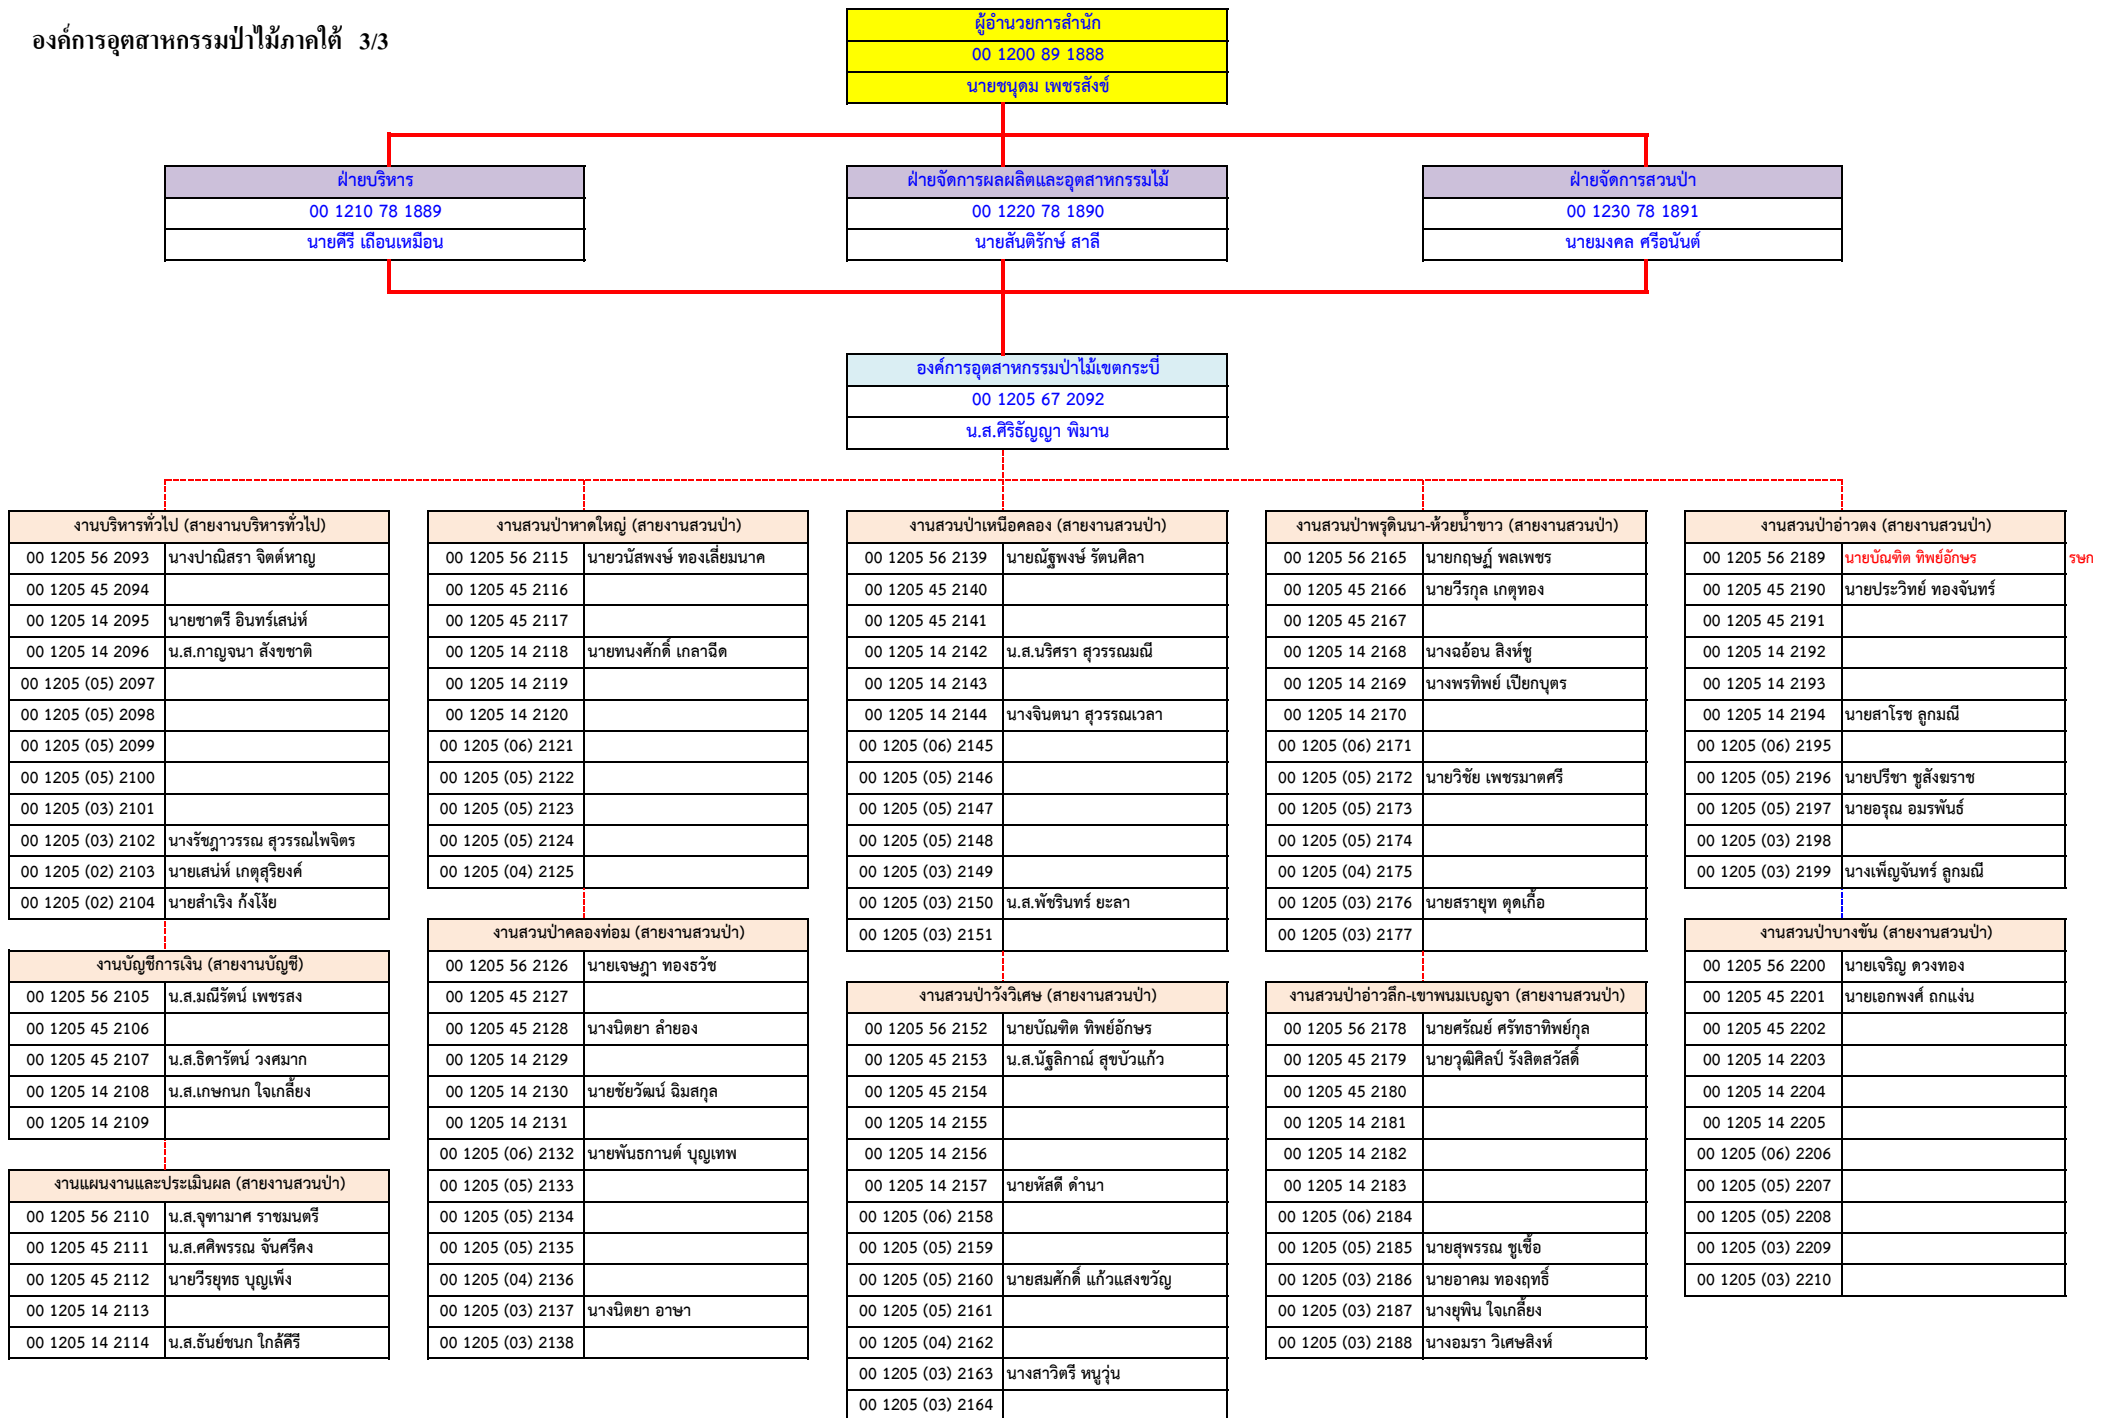 องค์การอุตสาหกรรมป่าไม้ภาคใต้ 3/3
ผู้อำนวยการสำนัก
00 1200 89 1888
นายชนุดม เพชรสังข์
ฝ่ายบริหาร
00 1210 78 1889
นายคีรี เถือนเหมือน
ฝ่ายจัดการผลผลิตและอุตสาหกรรมไม้
00 1220 78 1890
นายสันติรักษ์ สาลี
ฝ่ายจัดการสวนป่า
00 1230 78 1891
นายมงคล ศรีอนันต์
องค์การอุตสาหกรรมป่าไม้เขตกระบี่
00 1205 67 2092
น.ส.ศิริธัญญา พิมาน
งานบริหารทั่วไป (สายงานบริหารทั่วไป)
00 1205 56 2093 นางปาณิสรา จิตต์หาญ
00 1205 45 2094
00 1205 14 2095 นายชาตรี อินทร์เสน่ห์
00 1205 14 2096 น.ส.กาญจนา สังขชาติ
00 1205 (05) 2097
00 1205 (05) 2098
00 1205 (05) 2099
00 1205 (05) 2100
00 1205 (03) 2101
00 1205 (03) 2102 นางรัชฎาวรรณ สุวรรณไพจิตร
00 1205 (02) 2103 นายเสน่ห์ เกตุสุริยงค์
00 1205 (02) 2104 นายสำเริง ก้งโง้ย
งานบัญชีการเงิน (สายงานบัญชี)
00 1205 56 2105 น.ส.มณีรัตน์ เพชรสง
00 1205 45 2106
00 1205 45 2107 น.ส.ธิดารัตน์ วงศมาก
00 1205 14 2108 น.ส.เกษกนก ใจเกลี้ยง
00 1205 14 2109
งานแผนงานและประเมินผล (สายงานสวนป่า)
00 1205 56 2110 น.ส.จุฑามาศ ราชมนตรี
00 1205 45 2111 น.ส.ศศิพรรณ จันศรีคง
00 1205 45 2112 นายวีรยุทธ บุญเพ็ง
00 1205 14 2113
00 1205 14 2114 น.ส.ธันย์ชนก ใกล้คีรี
งานสวนป่าหาดใหญ่ (สายงานสวนป่า)
00 1205 56 2115 นายวนัสพงษ์ ทองเลี่ยมนาค
00 1205 45 2116
00 1205 45 2117
00 1205 14 2118 นายทนงศักดิ์ เกลาฉีด
00 1205 14 2119
00 1205 14 2120
00 1205 (06) 2121
00 1205 (05) 2122
00 1205 (05) 2123
00 1205 (05) 2124
00 1205 (04) 2125
งานสวนป่าคลองท่อม (สายงานสวนป่า)
00 1205 56 2126 นายเจษฎา ทองธวัช
00 1205 45 2127
00 1205 45 2128 นางนิตยา ลำยอง
00 1205 14 2129
00 1205 14 2130 นายชัยวัฒน์ ฉิมสกุล
00 1205 14 2131
00 1205 (06) 2132 นายพันธกานต์ บุญเทพ
00 1205 (05) 2133
00 1205 (05) 2134
00 1205 (05) 2135
00 1205 (04) 2136
00 1205 (03) 2137 นางนิตยา อาษา
00 1205 (03) 2138
งานสวนป่าเหนือคลอง (สายงานสวนป่า)
00 1205 56 2139 นายณัฐพงษ์ รัตนศิลา
00 1205 45 2140
00 1205 45 2141
00 1205 14 2142 น.ส.นริศรา สุวรรณมณี
00 1205 14 2143
00 1205 14 2144 นางจินตนา สุวรรณเวลา
00 1205 (06) 2145
00 1205 (05) 2146
00 1205 (05) 2147
00 1205 (05) 2148
00 1205 (03) 2149
00 1205 (03) 2150 น.ส.พัชรินทร์ ยะลา
00 1205 (03) 2151
งานสวนป่าวังวิเศษ (สายงานสวนป่า)
00 1205 56 2152 นายบัณฑิต ทิพย์อักษร
00 1205 45 2153 น.ส.นัฐลิกาณ์ สุขบัวแก้ว
00 1205 45 2154
00 1205 14 2155
00 1205 14 2156
00 1205 14 2157 นายหัสดี ดำนา
00 1205 (06) 2158
00 1205 (05) 2159
00 1205 (05) 2160 นายสมศักดิ์ แก้วแสงขวัญ
00 1205 (05) 2161
00 1205 (04) 2162
00 1205 (03) 2163 นางสาวิตรี หนูวุ่น
00 1205 (03) 2164
งานสวนป่าพรุดินนา-ห้วยน้ำขาว (สายงานสวนป่า)
00 1205 56 2165 นายกฤษฏ์ พลเพชร
00 1205 45 2166 นายวีรกุล เกตุทอง
00 1205 45 2167
00 1205 14 2168 นางฉอ้อน สิงห์ชู
00 1205 14 2169 นางพรทิพย์ เปียกบุตร
00 1205 14 2170
00 1205 (06) 2171
00 1205 (05) 2172 นายวิชัย เพชรมาตศรี
00 1205 (05) 2173
00 1205 (05) 2174
00 1205 (04) 2175
00 1205 (03) 2176 นายสรายุท ตุดเกื้อ
00 1205 (03) 2177
งานสวนป่าอ่าวลึก-เขาพนมเบญจา (สายงานสวนป่า)
00 1205 56 2178 นายศรัณย์ ศรัทธาทิพย์กุล
00 1205 45 2179 นายวุฒิศิลป์ รังสิตสวัสดิ์
00 1205 45 2180
00 1205 14 2181
00 1205 14 2182
00 1205 14 2183
00 1205 (06) 2184
00 1205 (05) 2185 นายสุพรรณ ชูเชื้อ
00 1205 (03) 2186 นายอาคม ทองฤทธิ์
00 1205 (03) 2187 นางยุพิน ใจเกลี้ยง
00 1205 (03) 2188 นางอมรา วิเศษสิงห์
งานสวนป่าอ่าวตง (สายงานสวนป่า)
00 1205 56 2189 นายบัณฑิต ทิพย์อักษร รษก
00 1205 45 2190 นายประวิทย์ ทองจันทร์
00 1205 45 2191
00 1205 14 2192
00 1205 14 2193
00 1205 14 2194 นายสาโรช ลูกมณี
00 1205 (06) 2195
00 1205 (05) 2196 นายปรีชา ชูสังฆราช
00 1205 (05) 2197 นายอรุณ อมรพันธ์
00 1205 (03) 2198
00 1205 (03) 2199 นางเพ็ญจันทร์ ลูกมณี
งานสวนป่าบางขัน (สายงานสวนป่า)
00 1205 56 2200 นายเจริญ ดวงทอง
00 1205 45 2201 นายเอกพงศ์ ถกแง่น
00 1205 45 2202
00 1205 14 2203
00 1205 14 2204
00 1205 14 2205
00 1205 (06) 2206
00 1205 (05) 2207
00 1205 (05) 2208
00 1205 (03) 2209
00 1205 (03) 2210